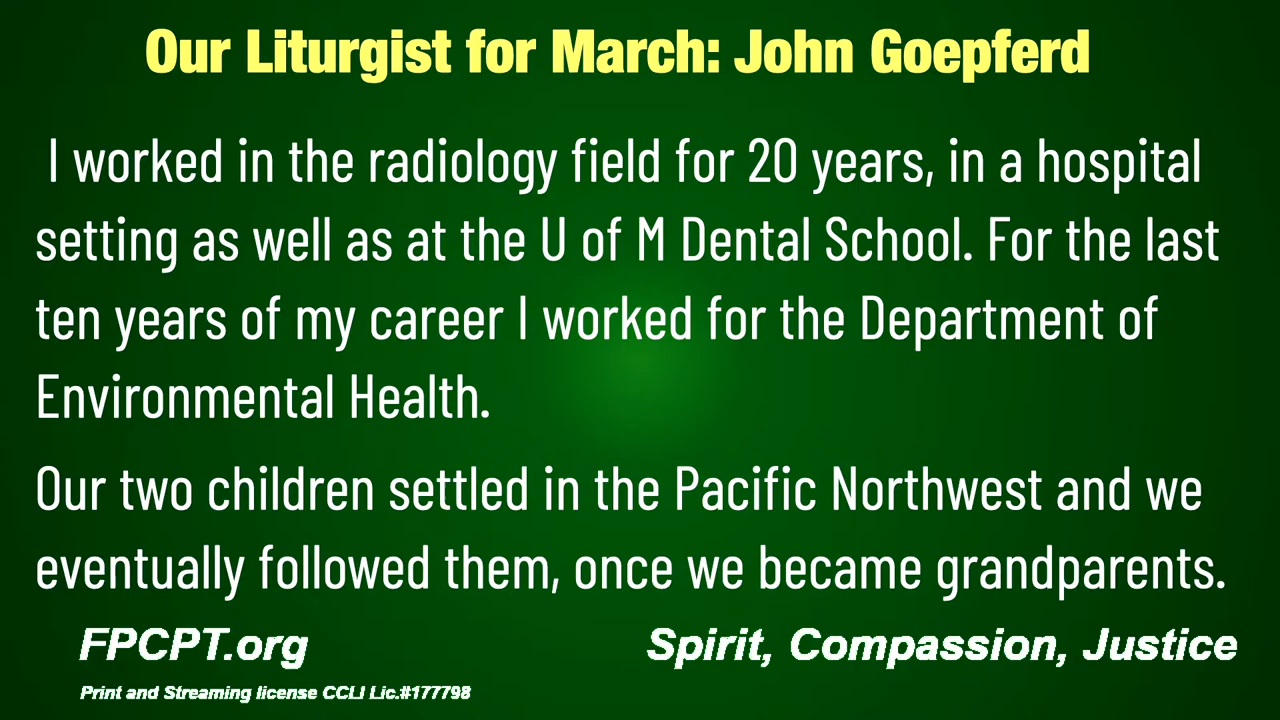 Our Liturgist for March: John Goepferd
I worked in the radiology field for 20 years, in a hospital
setting as well as at the U of M Dental School. For the last
ten years of my career I worked for the Department of
Environmental Health.
Our two children settled in the Pacific Northwest and we
eventually followed them, once we became grandparents.
FPCPT.org
Spirit, Compassion, Justice
Print and Streaming license CCLI Lic.#177798